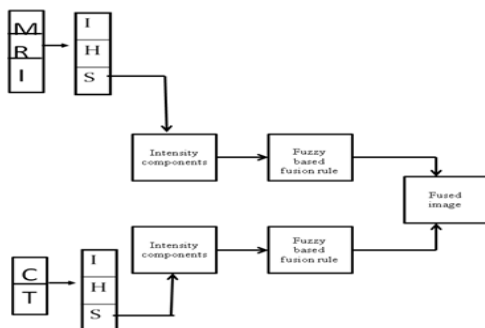 M
R
I
I
H
S
Intensity
components
Fuzzy
based
fusion rule
Fused
image
Intensity
components
Fuzzy
based
fusion rule
C
T
I
H
S